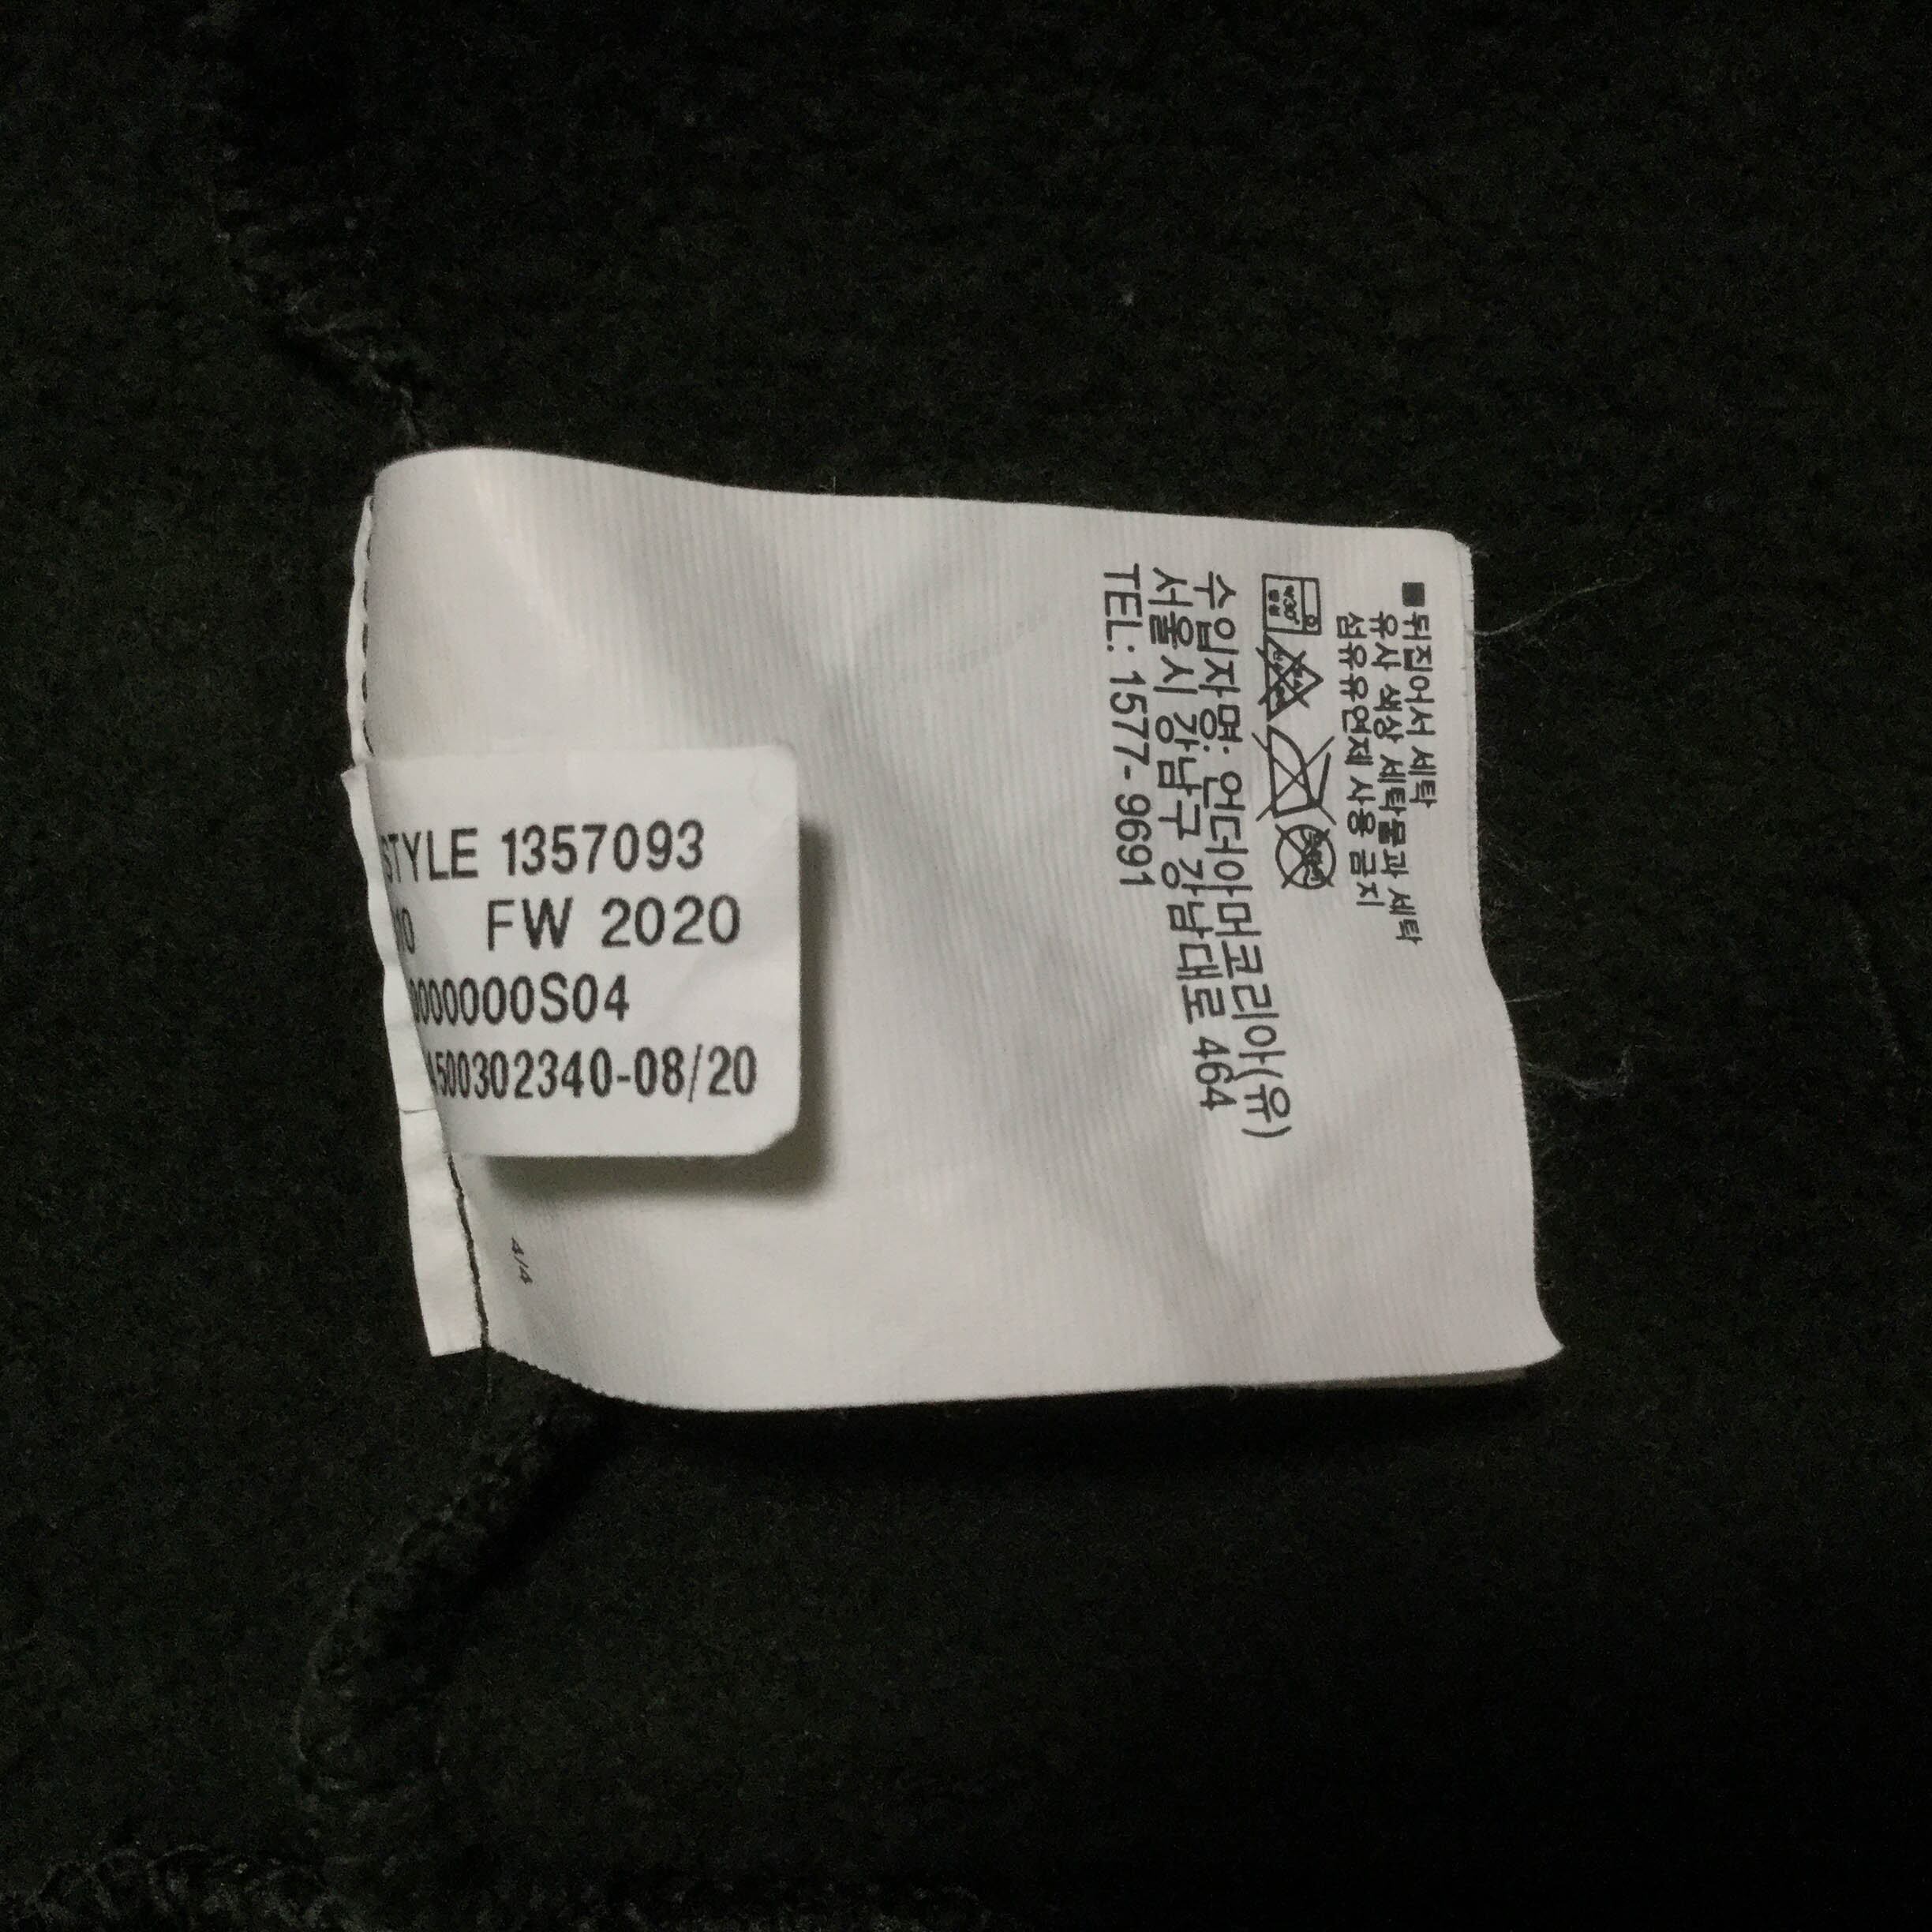 STYLE 1357093
FW 2020
000000S04
500302340-08/20
■뒤집어서 세탁
유사 색상 세탁물과 세탁
섬유유연제 사용 금지
수입자명: 언더아머코리아(유)
서울시 강남구 강남대로 464
TEL: 1577-9691
4/4